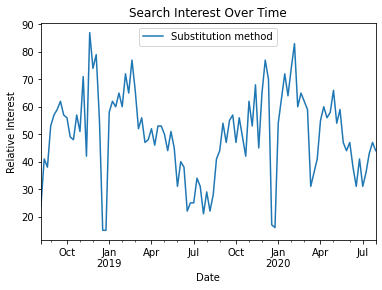 Search Interest Over Time
Substitution method
90
80
70
60
50
40
30
20
Relative Interest
Oct
Jan
2019
Apr
Jul
Oct
Jan
2020
Apr
Jul
Date